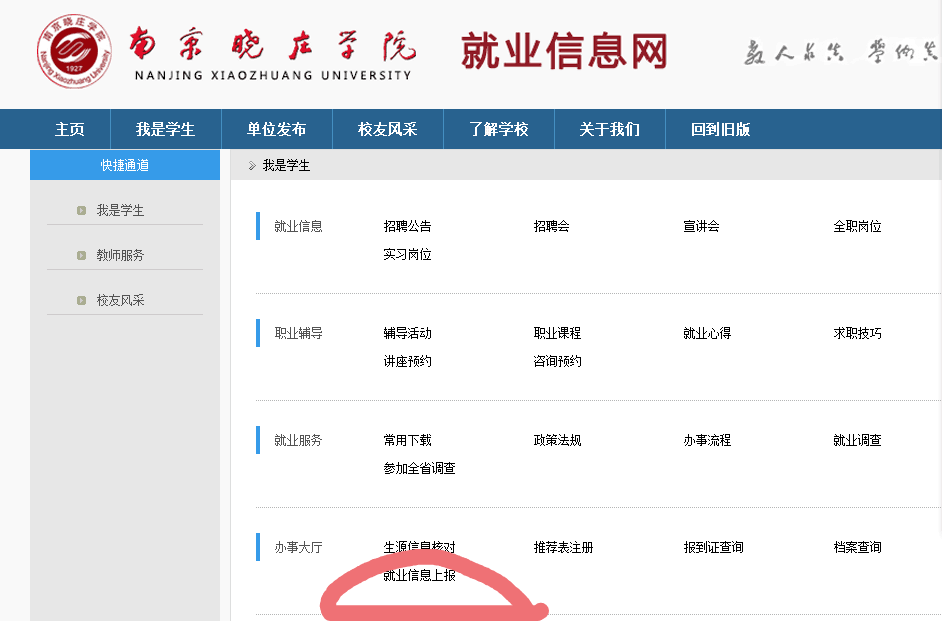 南京晓庄学院
NANJING XIAOZHUANG UNIVERSITY
南京晓庄学院
1927
Nanjing Xiaozhuang University
就业信息网
教人求真 学做真
主页 我是学生 单位发布 校友风采 了解学校 关于我们 回到旧版
快捷通道
我是学生
教师服务
校友风采
我是学生
就业信息 招聘公告 招聘会 宣讲会 全职岗位
实习岗位
职业辅导 辅导活动 职业课程 就业心得 求职技巧
讲座预约 咨询预约
就业服务 常用下载 政策法规 办事流程 就业调查
参加全省调查
办事大厅 生源信息核对 推荐表注册 报到证查询 档案查询
就业信息上报